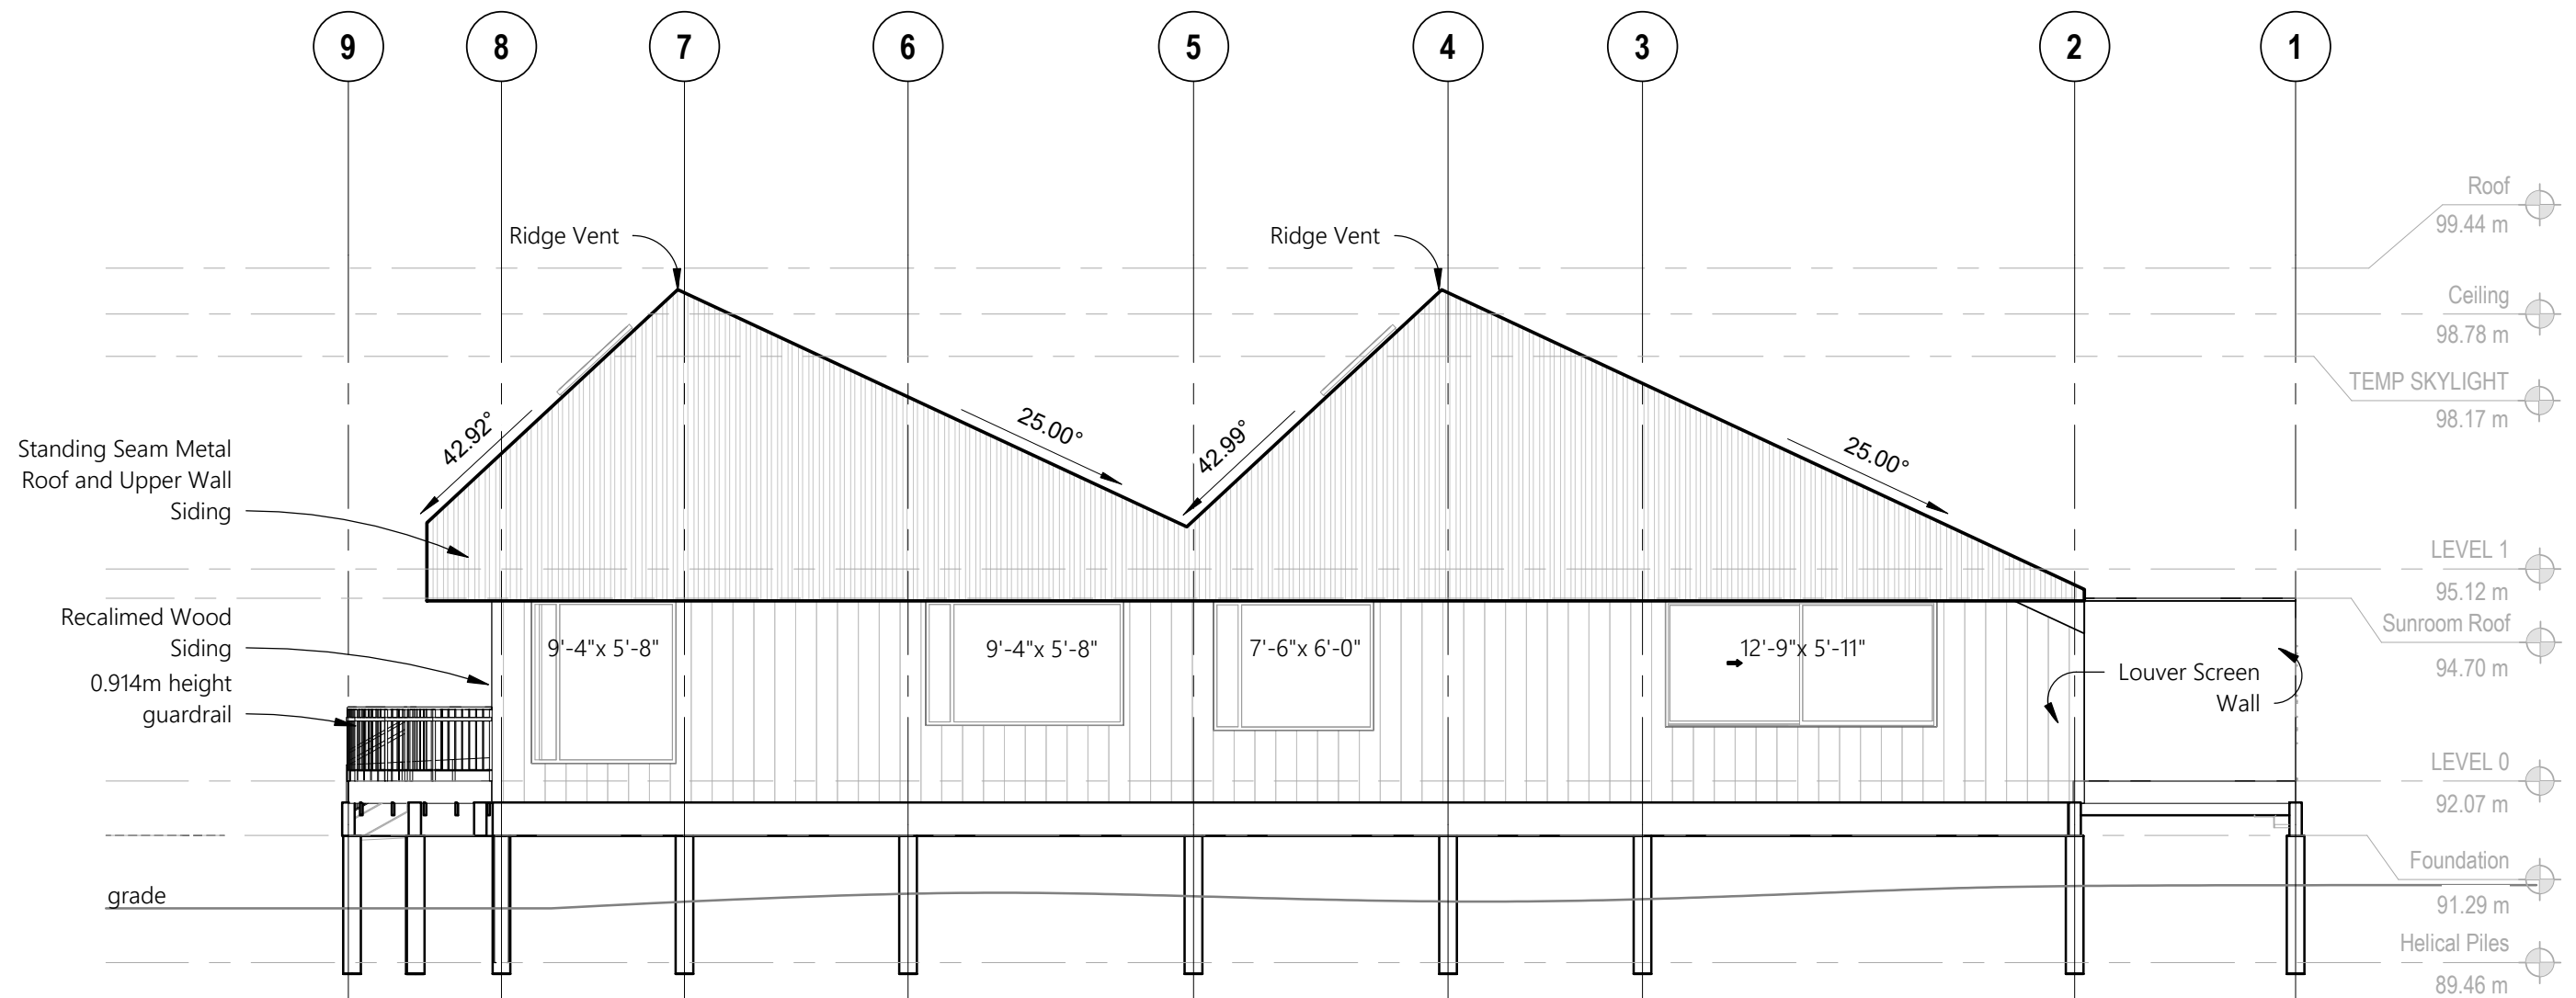 9 8 7 6 5 4 3 2 1
Roof
99.44 m
Ridge Vent
Ridge Vent
Ceiling
98.78 m
TEMP SKYLIGHT
98.17 m
42.92°
25.00°
42.99°
25.00°
Standing Seam Metal
Roof and Upper Wall
Siding
LEVEL 1
95.12 m
Recalimed Wood
Siding
Sunroom Roof
94.70 m
9'-4"x 5'-8"
9'-4"x 5'-8"
7'-6"x 6'-0"
12'-9"x 5'-11"
0.914m height
guardrail
Louver Screen
Wall
LEVEL 0
92.07 m
Foundation
91.29 m
grade
Helical Piles
89.46 m